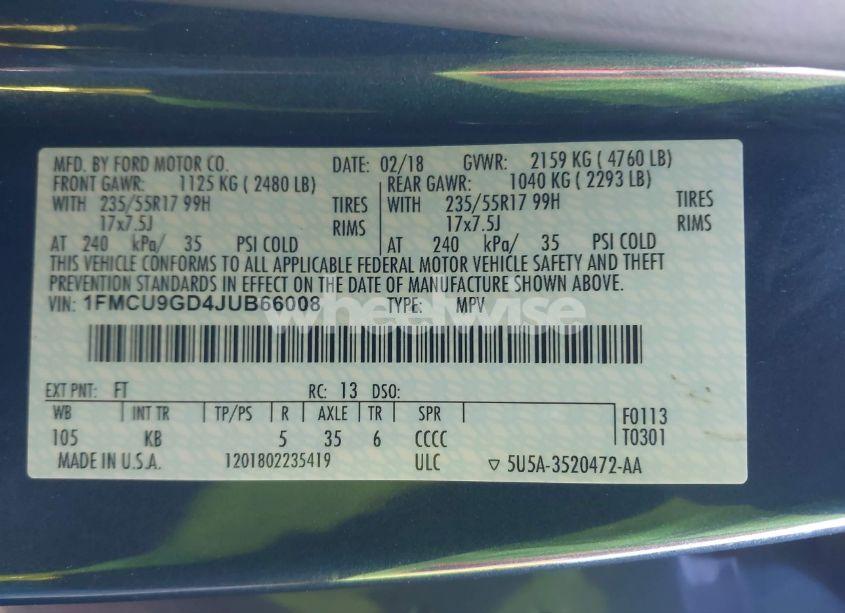 MFD. BY FORD MOTOR CO. DATE: 02/18 GVWR: 2159 KG ( 4760 LB)
FRONT GAWR: 1125 KG ( 2480 LB) REAR GAWR: 1040 KG ( 2293 LB)
WITH 235/55R17 99H TIRES WITH 235/55R17 99H TIRES
17x7.5J RIMS 17x7.5J RIMS
AT 240 kPa/ 35 PSI COLD AT 240 kPa/ 35 PSI COLD
THIS VEHICLE CONFORMS TO ALL APPLICABLE FEDERAL MOTOR VEHICLE SAFETY AND THEFT
PREVENTION STANDARDS IN EFFECT ON THE DATE OF MANUFACTURE SHOWN ABOVE.
VIN: 1FMCU9GD4JUB66008 TYPE: MPV
wheelwise
EXT PNT: FT RC: 13 DSO:
WB INT TR TP/PS R AXLE TR SPR F0113
105 KB 5 35 6 CCCC T0301
MADE IN U.S.A. 1201802235419 ULC ▽ 5U5A-3520472-AA